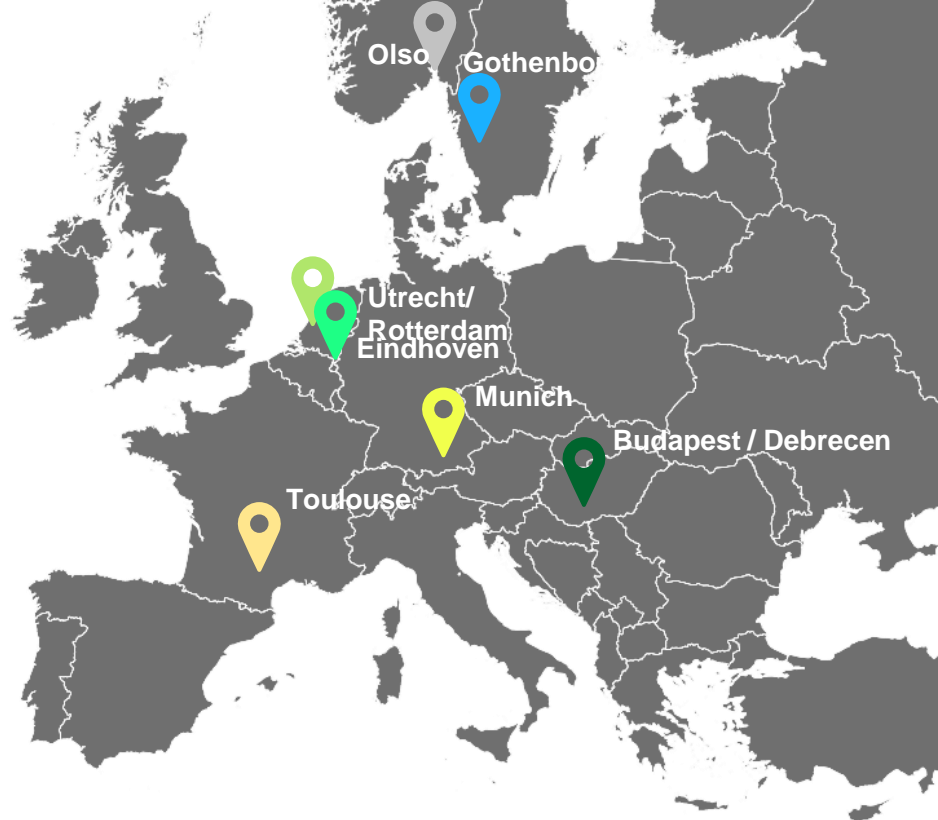 Olso
Gothenbo
Utrecht/
Rotterdam
Eindhoven
Munich
Budapest / Debrecen
Toulouse